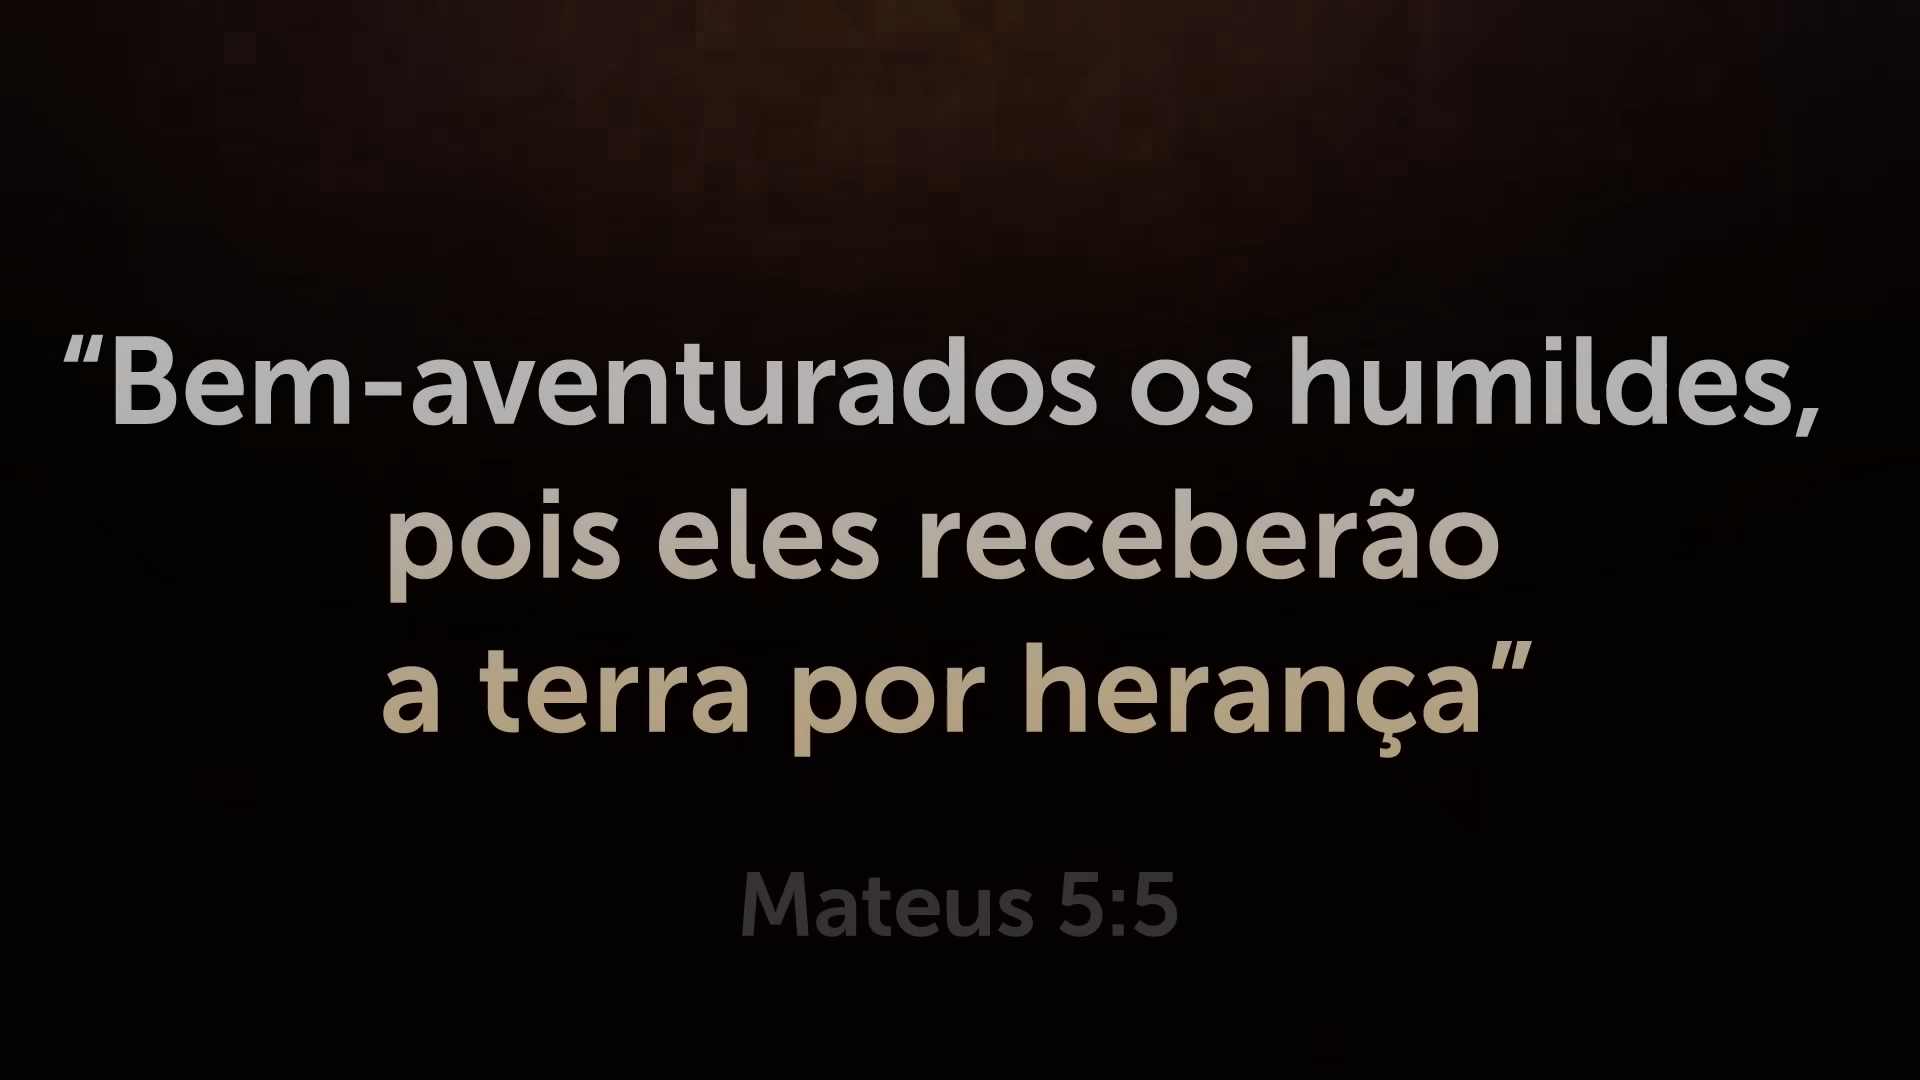 “Bem-aventurados os humildes,
pois eles receberão
a terra por herança”
Mateus 5:5